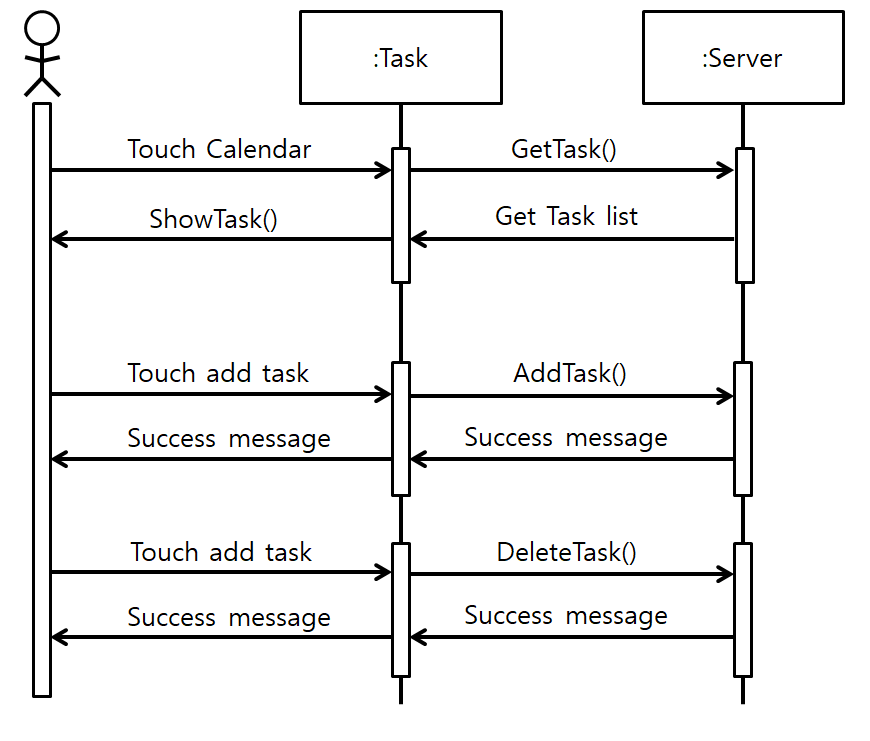 :Task
:Server
Touch Calendar
GetTask()
ShowTask()
Get Task list
Touch add task
AddTask()
Success message
Success message
Touch add task
DeleteTask()
Success message
Success message